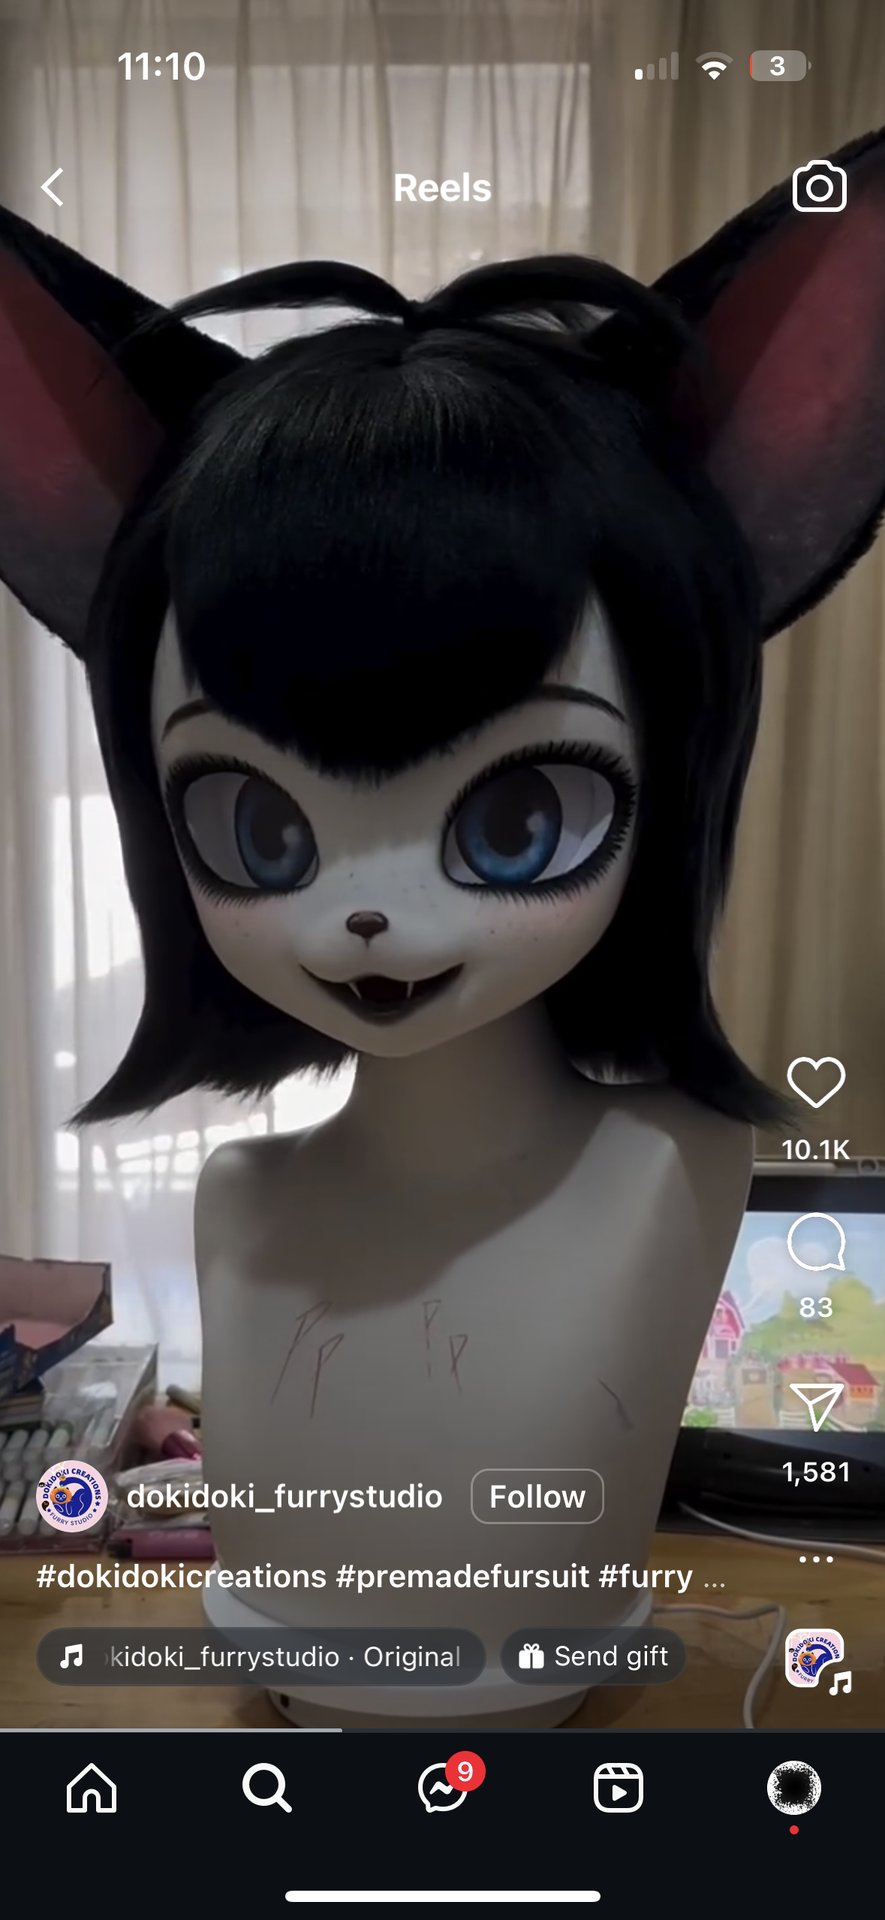 11:10
3
Reels
10.1K
83
1,581
DOKIDOKI CREATIONS
FURRY STUDIO
dokidoki_furrystudio
Follow
#dokidokicreations #premadefursuit #furry ...
kidoki_furrystudio · Original
Send gift
9